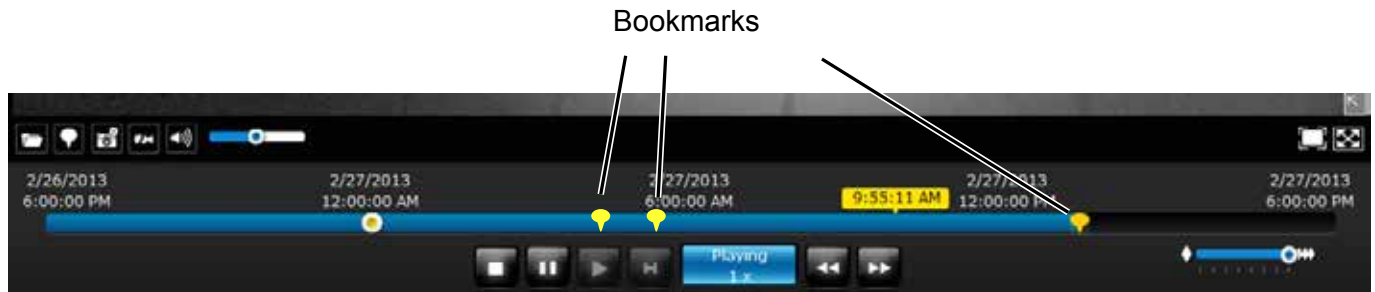 Bookmarks
2/26/2013
6:00:00 PM
2/27/2013
12:00:00 AM
2/27/2013
6:00:00 AM
9:55:11 AM
2/27/2013
12:00:00 PM
2/27/2013
6:00:00 PM
Playing
1 x